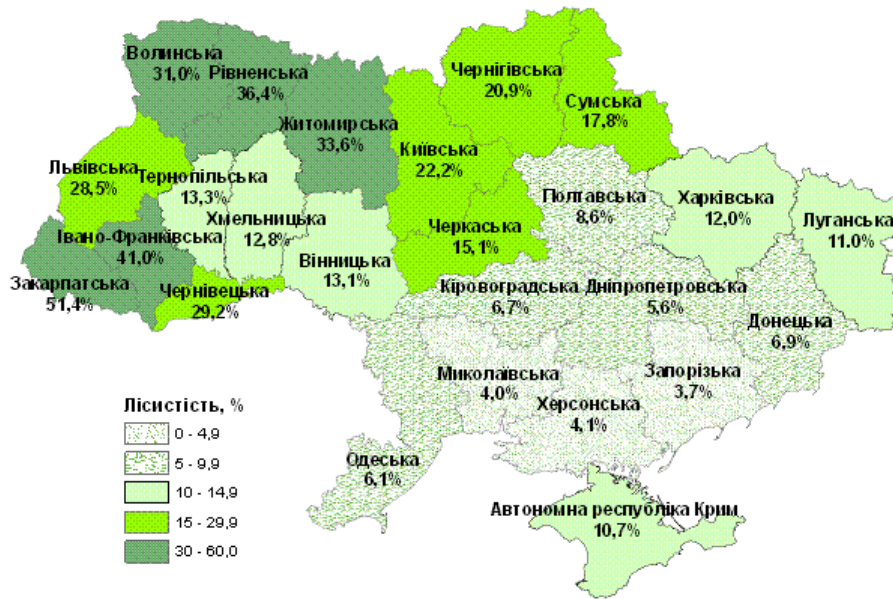 Волинська
31,0%
Рівненська
36,4%
Житомирська
33,6%
Чернігівська
20,9%
Сумська
17,8%
Київська
22,2%
Львівська
28,5%
Тернопільська
13,3%
Хмельницька
12,8%
Івано-Франківська
41,0%
Закарпатська
51,4%
Чернівецька
29,2%
Вінницька
13,1%
Черкаська
15,1%
Полтавська
8,6%
Харківська
12,0%
Луганська
11.0%
Кіровоградська
6,7%
Дніпропетровська
5,6%
Донецька
6,9%
Миколаївська
4,0%
Запорізька
3,7%
Херсонська
4,1%
Одеська
6,1%
Автономна республіка Крим
10,7%
Лісистість, %
0 - 4,9
5 - 9,9
10 - 14,9
15 - 29,9
30 - 60,0